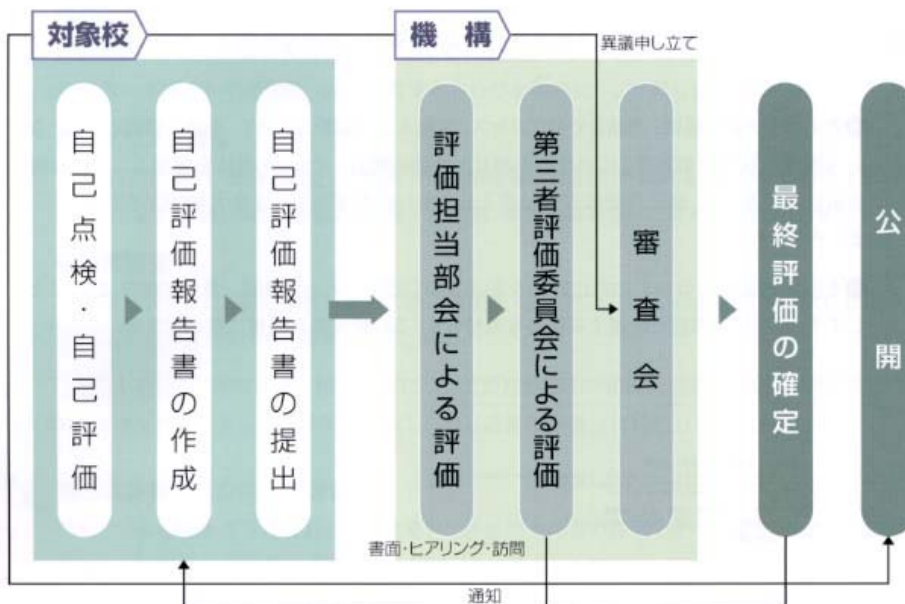 対象校
機 構
異議申し立て
自己点検・自己評価
自己評価報告書の作成
自己評価報告書の提出
評価担当部会による評価
第三者評価委員会による評価
審査会
最終評価の確定
公開
書面・ヒアリング・訪問
通知